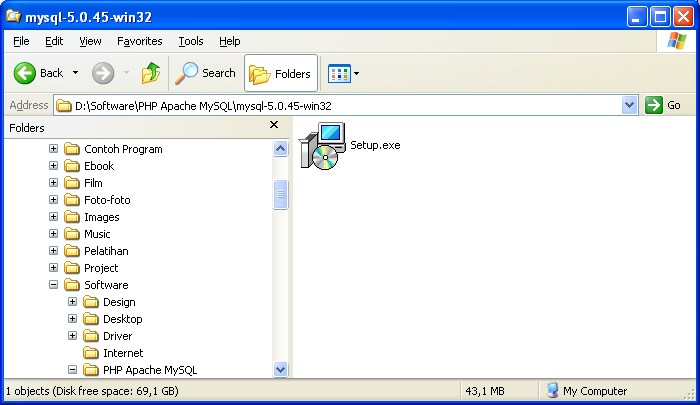 mysql-5.0.45-win32
File Edit View Favorites Tools Help
Back Search Folders
Address D:\Software\PHP Apache MySQL\mysql-5.0.45-win32 Go
Folders
Contoh Program
Ebook
Film
Foto-foto
Images
Music
Pelatihan
Project
Software
Design
Desktop
Driver
Internet
PHP Apache MySQL
Setup.exe
1 objects (Disk free space: 69,1 GB) 43,1 MB My Computer